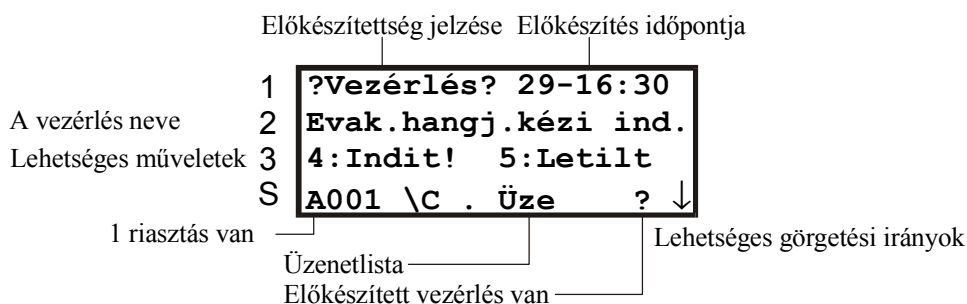 Előkészítettség jelzése Előkészítés időpontja
1 ?Vezérlés? 29-16:30
A vezérlés neve 2 Evak.hangj.kézi ind.
Lehetséges műveletek 3 4:Indit! 5:Letilt
S A001 \C . Üze ? ↓
1 riasztás van
Lehetséges görgetési irányok
Üzenetlista
Előkészített vezérlés van